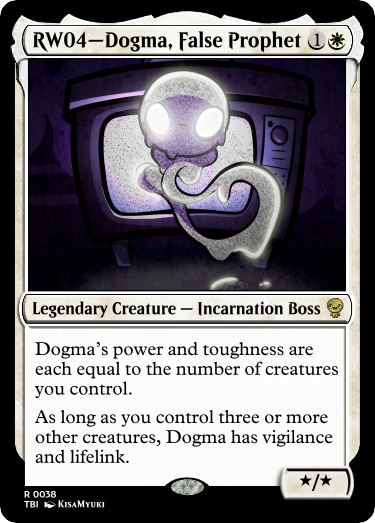 RW04–Dogma, False Prophet 1
Legendary Creature — Incarnation Boss
Dogma's power and toughness are
each equal to the number of creatures
you control.
As long as you control three or more
other creatures, Dogma has vigilance
and lifelink.
★/★
R 0038
TBI KisaMyuki